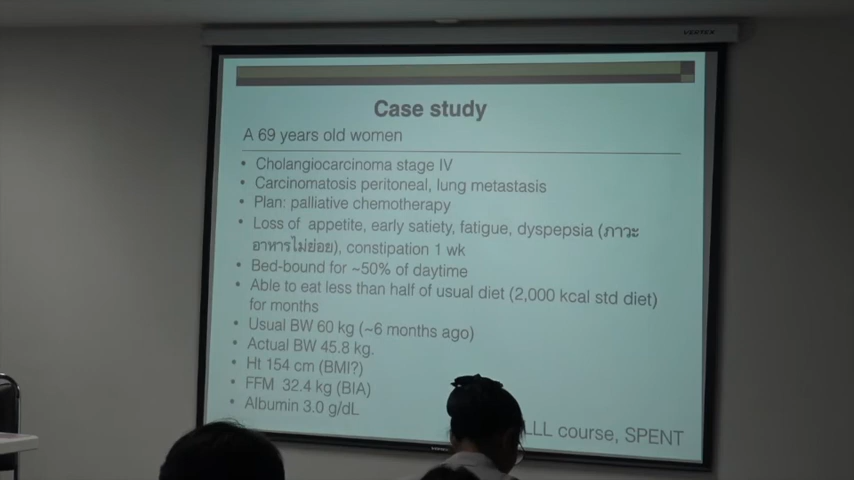 VERTEX
Case study
A 69 years old women
• Cholangiocarcinoma stage IV
• Carcinomatosis peritoneal, lung metastasis
• Plan: palliative chemotherapy
• Loss of appetite, early satiety, fatigue, dyspepsia (ภาวะ
อาหารไม่ย่อย), constipation 1 wk
• Bed-bound for ~50% of daytime
• Able to eat less than half of usual diet (2,000 kcal std diet)
for months
• Usual BW 60 kg (~6 months ago)
• Actual BW 45.8 kg.
• Ht 154 cm (BMI?)
• FFM 32.4 kg (BIA)
• Albumin 3.0 g/dL
LLL course, SPENT